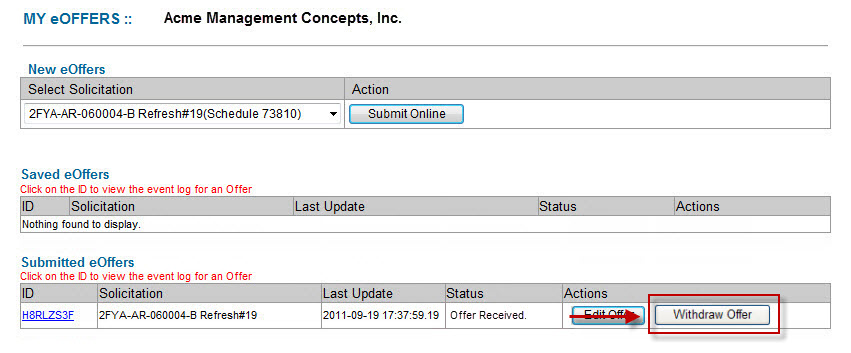 MY eOFFERS :: Acme Management Concepts, Inc.
New eOffers
Select Solicitation Action
2FYA-AR-060004-B Refresh#19(Schedule 73810) Submit Online
Saved eOffers
Click on the ID to view the event log for an Offer
ID Solicitation Last Update Status Actions
Nothing found to display.
Submitted eOffers
Click on the ID to view the event log for an Offer
ID Solicitation Last Update Status Actions
H8RLZS3F 2FYA-AR-060004-B Refresh#19 2011-09-19 17:37:59.19 Offer Received. Edit Offer Withdraw Offer